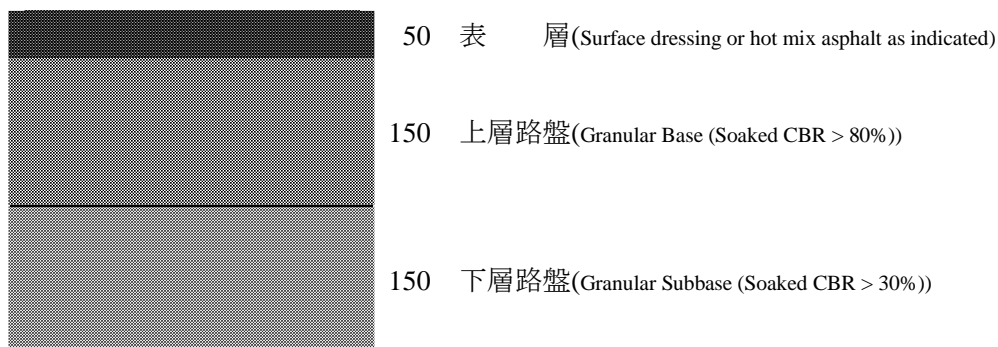 50 表　　層(Surface dressing or hot mix asphalt as indicated)
150 上層路盤(Granular Base (Soaked CBR > 80%))
150 下層路盤(Granular Subbase (Soaked CBR > 30%))